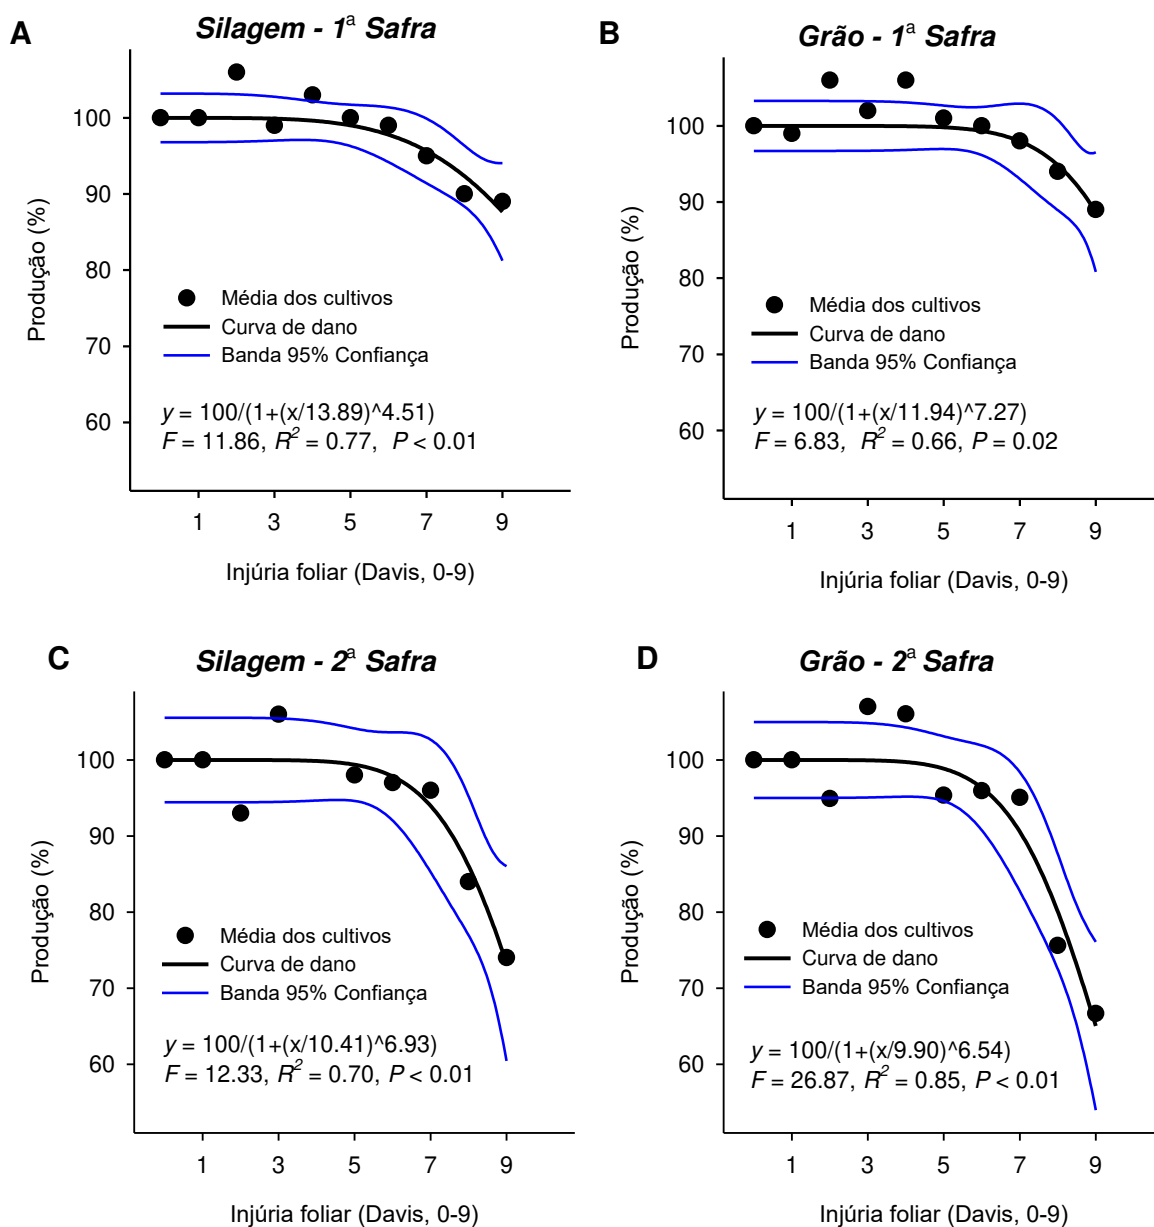 A
Silagem - 1ª Safra
Produção (%)
100
90
80
70
60
Média dos cultivos
Curva de dano
Banda 95% Confiança
y = 100/(1+(x/13.89)^4.51)
F = 11.86, R² = 0.77, P < 0.01
1 3 5 7 9
Injúria foliar (Davis, 0-9)
B
Grão - 1ª Safra
Produção (%)
100
90
80
70
60
Média dos cultivos
Curva de dano
Banda 95% Confiança
y = 100/(1+(x/11.94)^7.27)
F = 6.83, R² = 0.66, P = 0.02
1 3 5 7 9
Injúria foliar (Davis, 0-9)
C
Silagem - 2ª Safra
Produção (%)
100
90
80
70
60
Média dos cultivos
Curva de dano
Banda 95% Confiança
y = 100/(1+(x/10.41)^6.93)
F = 12.33, R² = 0.70, P < 0.01
1 3 5 7 9
Injúria foliar (Davis, 0-9)
D
Grão - 2ª Safra
Produção (%)
100
90
80
70
60
Média dos cultivos
Curva de dano
Banda 95% Confiança
y = 100/(1+(x/9.90)^6.54)
F = 26.87, R² = 0.85, P < 0.01
1 3 5 7 9
Injúria foliar (Davis, 0-9)